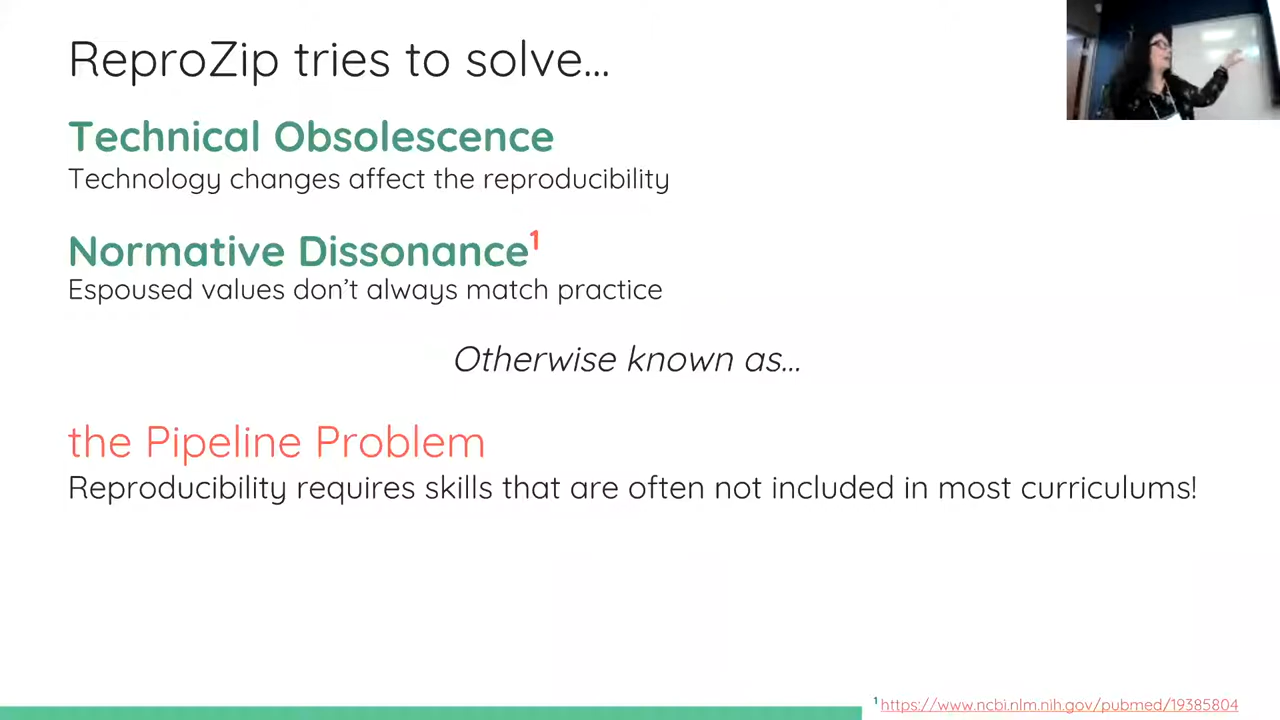 ReproZip tries to solve...
Technical Obsolescence
Technology changes affect the reproducibility
Normative Dissonance¹
Espoused values don’t always match practice
Otherwise known as...
the Pipeline Problem
Reproducibility requires skills that are often not included in most curriculums!
¹ https://www.ncbi.nlm.nih.gov/pubmed/19385804